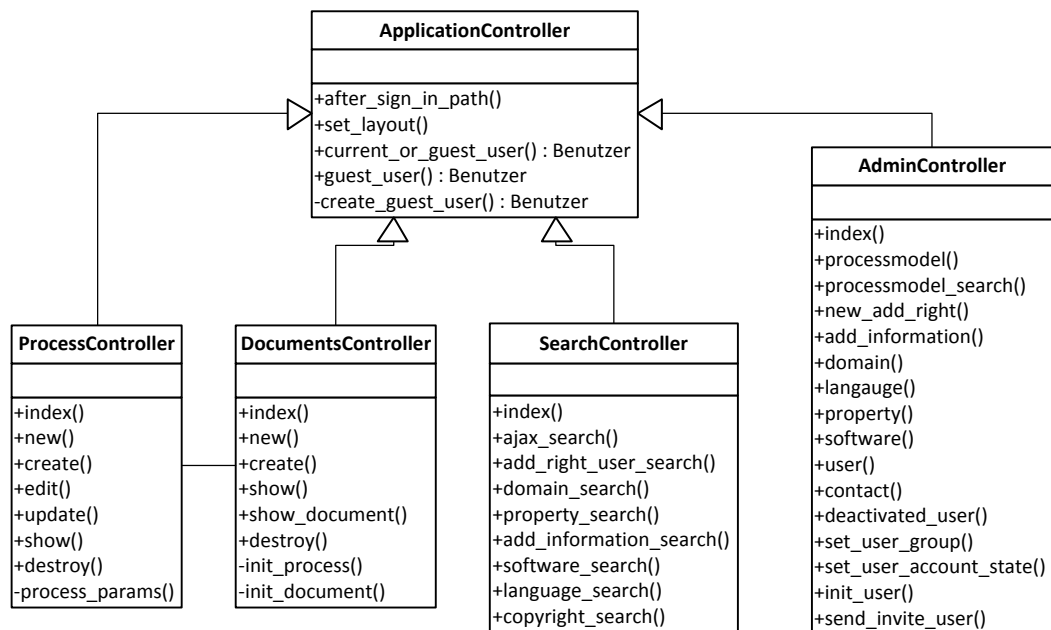 ApplicationController
+after_sign_in_path()
+set_layout()
+current_or_guest_user() : Benutzer
+guest_user() : Benutzer
-create_guest_user() : Benutzer
ProcessController
+index()
+new()
+create()
+edit()
+update()
+show()
+destroy()
-process_params()
DocumentsController
+index()
+new()
+create()
+show()
+show_document()
+destroy()
-init_process()
-init_document()
SearchController
+index()
+ajax_search()
+add_right_user_search()
+domain_search()
+property_search()
+add_information_search()
+software_search()
+language_search()
+copyright_search()
AdminController
+index()
+processmodel()
+processmodel_search()
+new_add_right()
+add_information()
+domain()
+langauge()
+property()
+software()
+user()
+contact()
+deactivated_user()
+set_user_group()
+set_user_account_state()
+init_user()
+send_invite_user()